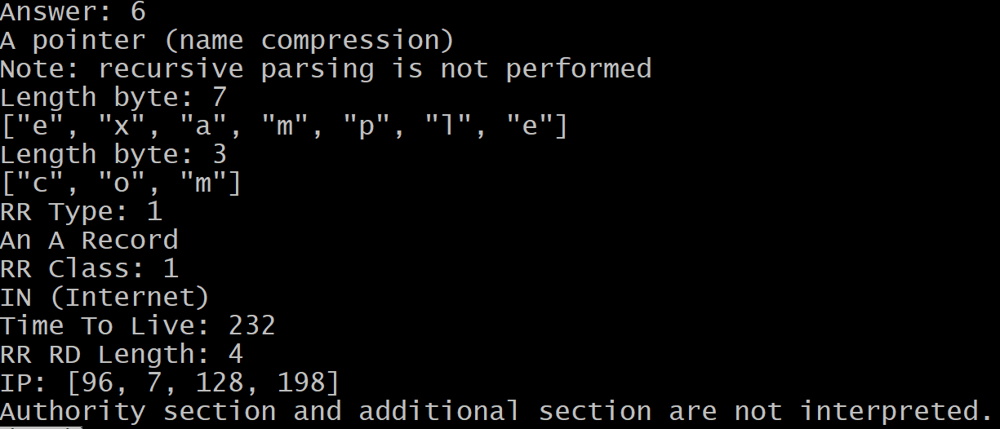 Answer: 6
A pointer (name compression)
Note: recursive parsing is not performed
Length byte: 7
["e", "x", "a", "m", "p", "l", "e"]
Length byte: 3
["c", "o", "m"]
RR Type: 1
An A Record
RR Class: 1
IN (Internet)
Time To Live: 232
RR RD Length: 4
IP: [96, 7, 128, 198]
Authority section and additional section are not interpreted.